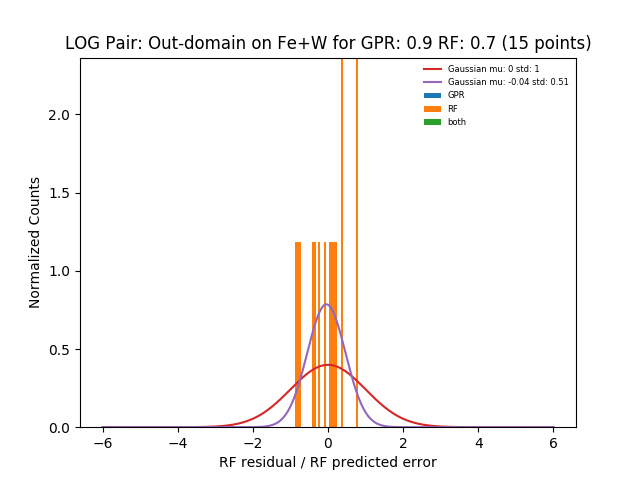 LOG Pair: Out-domain on Fe+W for GPR: 0.9 RF: 0.7 (15 points)
Gaussian mu: 0 std: 1
Gaussian mu: -0.04 std: 0.51
GPR
RF
both
Normalized Counts
2.0
1.5
1.0
0.5
0.0
−6 −4 −2 0 2 4 6
RF residual / RF predicted error